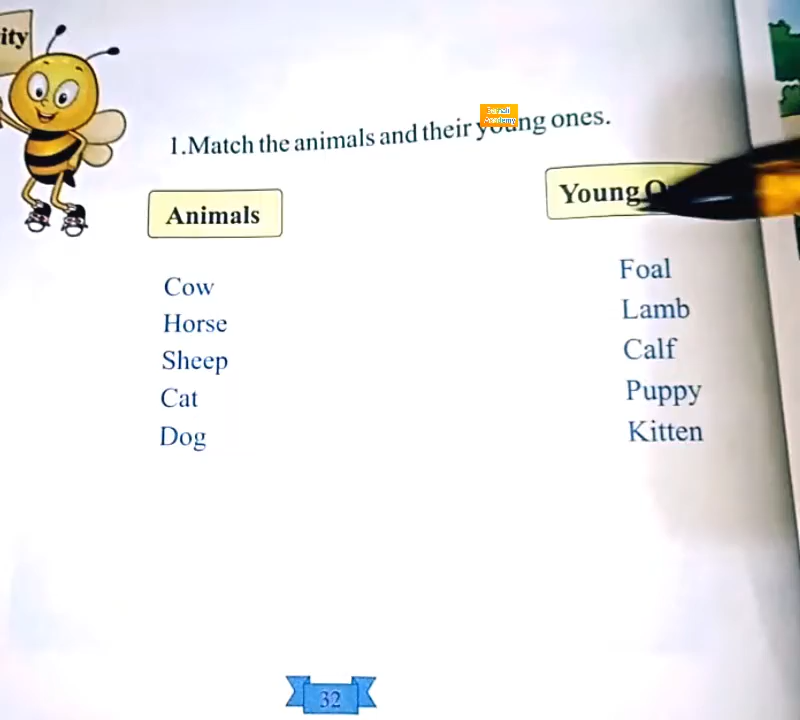 ity
1.Match the animals and their young ones.
Animals
Young
Cow
Foal
Horse
Lamb
Sheep
Calf
Cat
Puppy
Dog
Kitten
32